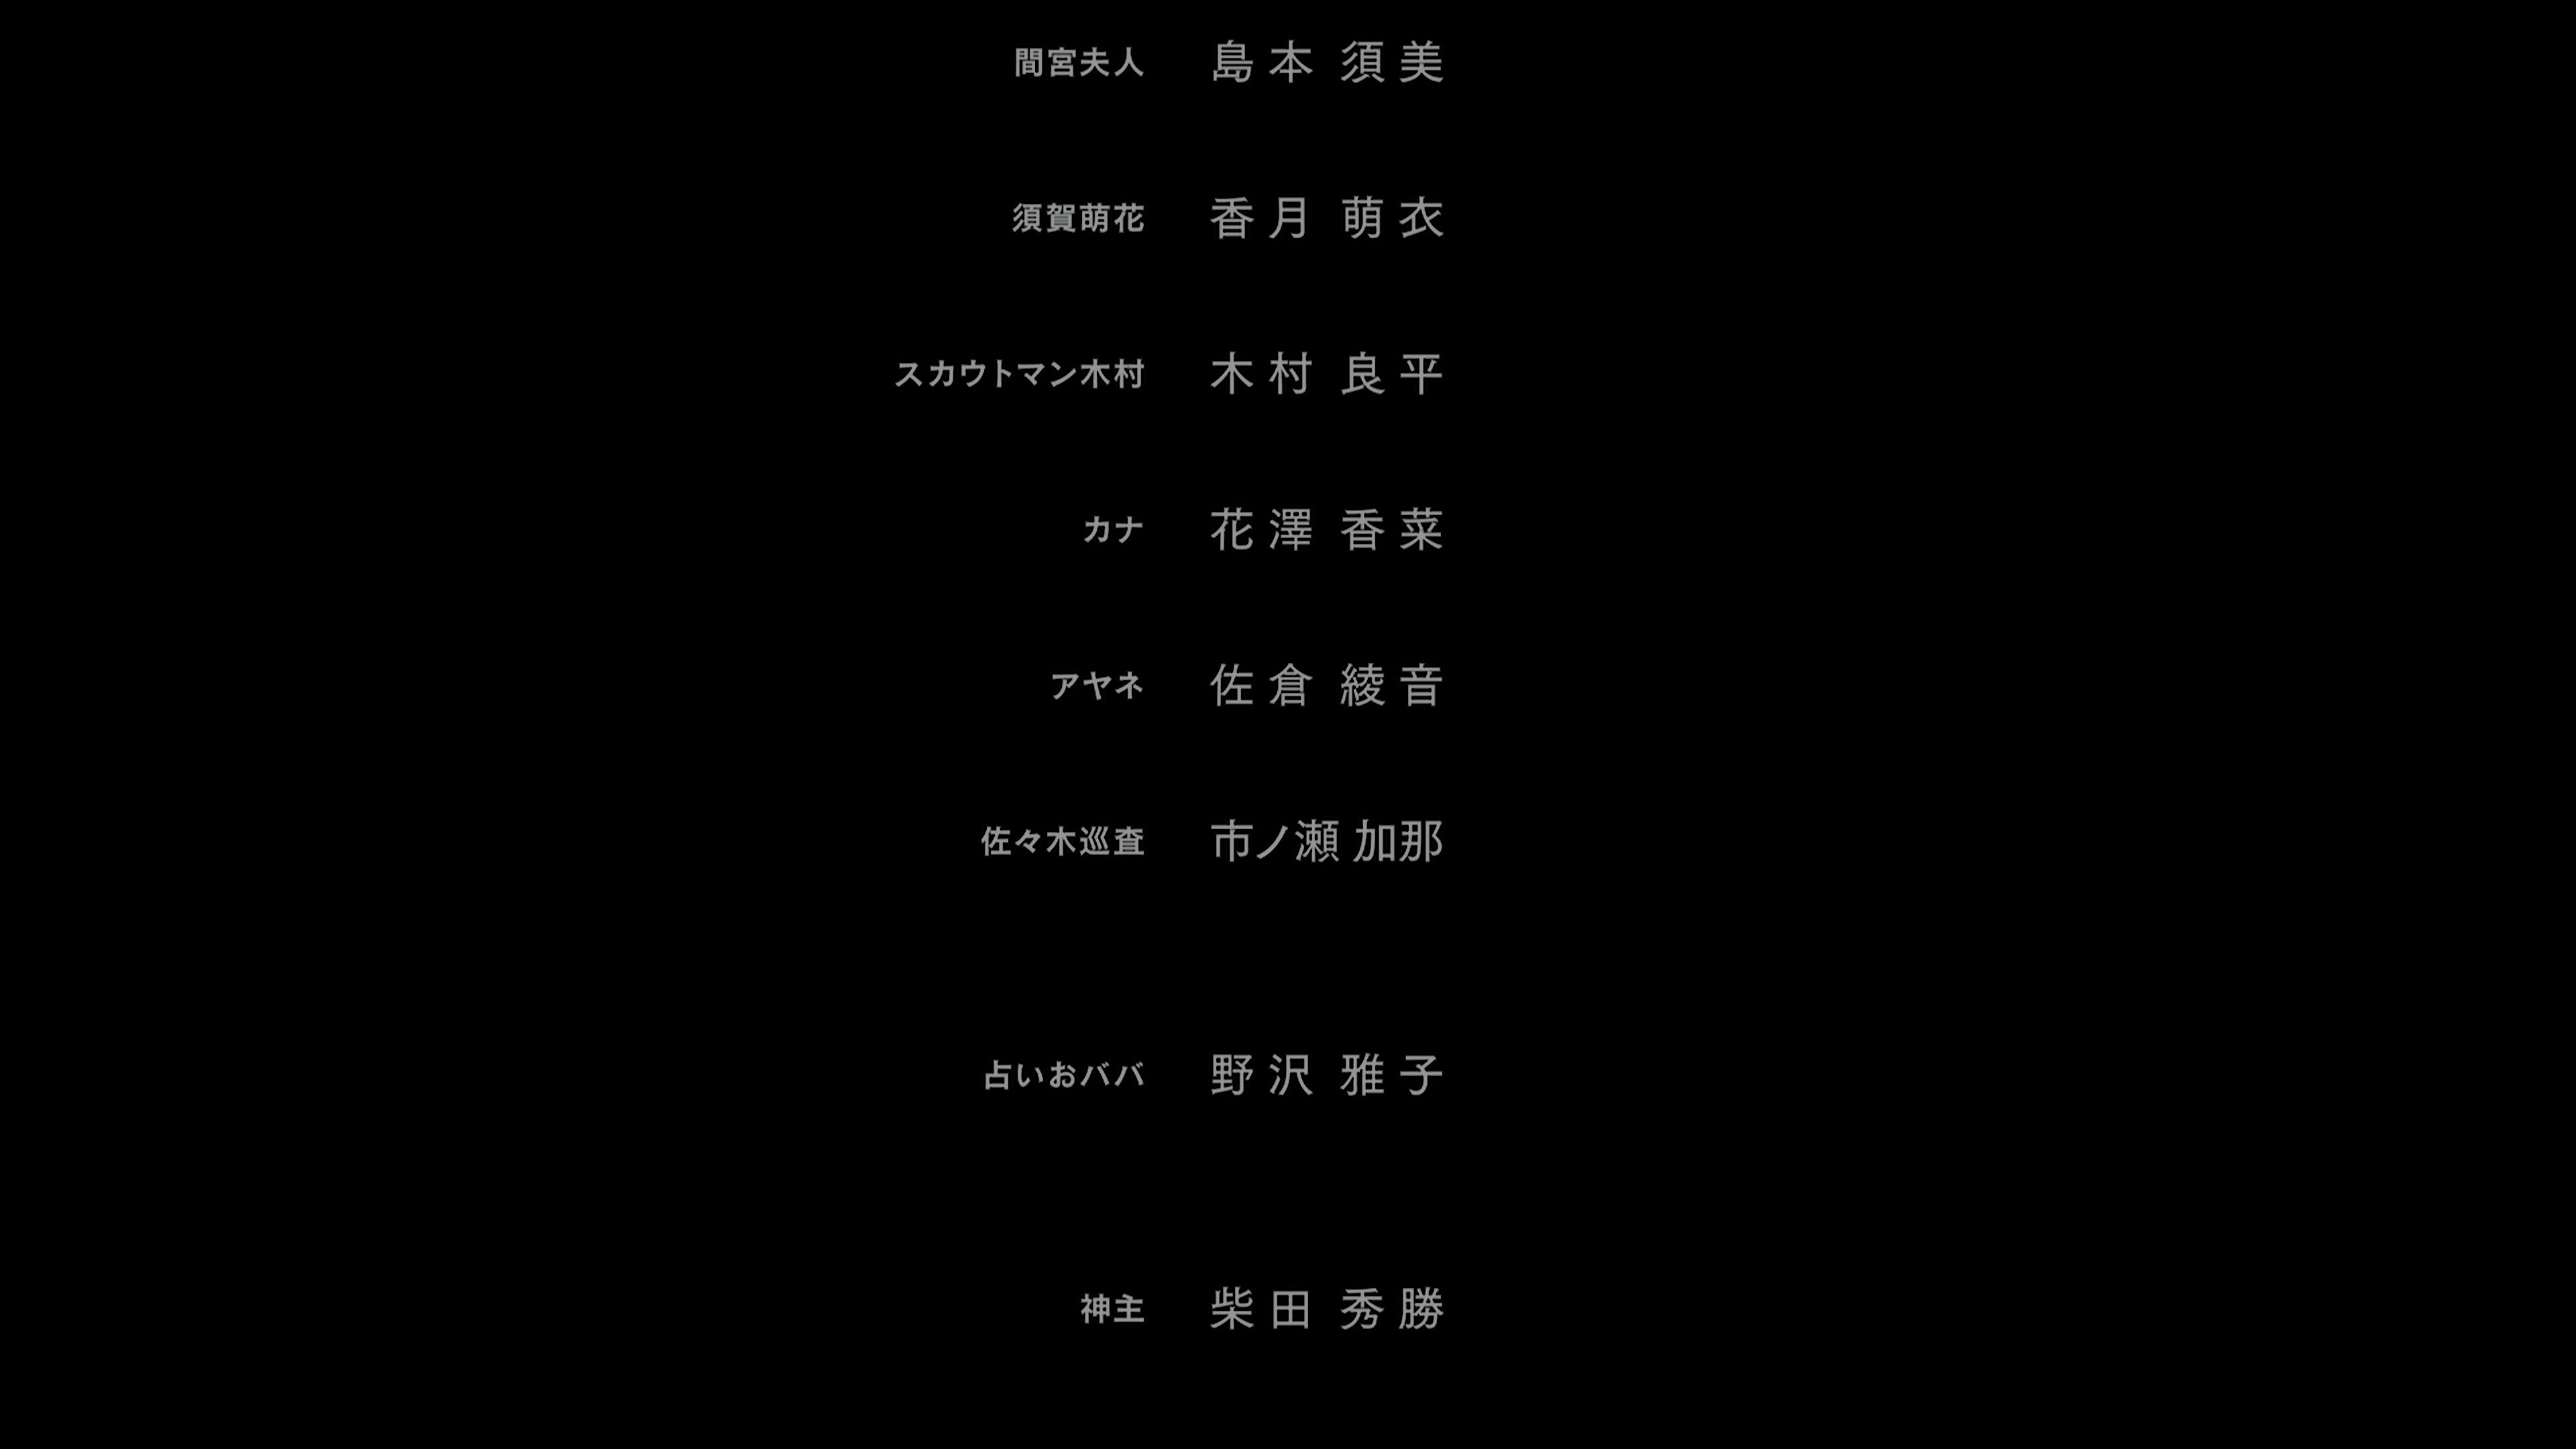 間宮夫人 島本 須美
須賀萌花 香月 萌衣
スカウトマン木村 木村 良平
カナ 花澤 香菜
アヤネ 佐倉 綾音
佐々木巡査 市ノ瀬 加那
占いおババ 野沢 雅子
神主 柴田 秀勝